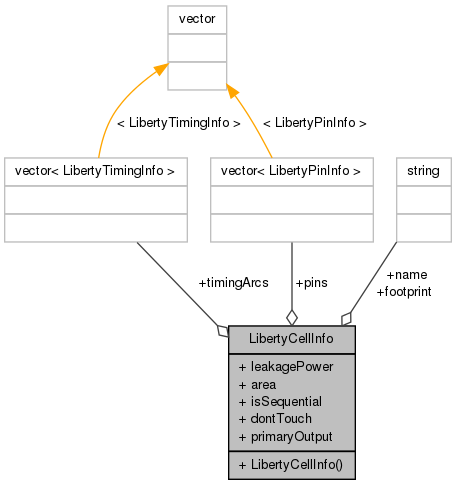 vector
< LibertyTimingInfo >
< LibertyPinInfo >
vector< LibertyTimingInfo >
vector< LibertyPinInfo >
string
+timingArcs
+pins
+name
+footprint
LibertyCellInfo
+ leakagePower
+ area
+ isSequential
+ dontTouch
+ primaryOutput
+ LibertyCellInfo()